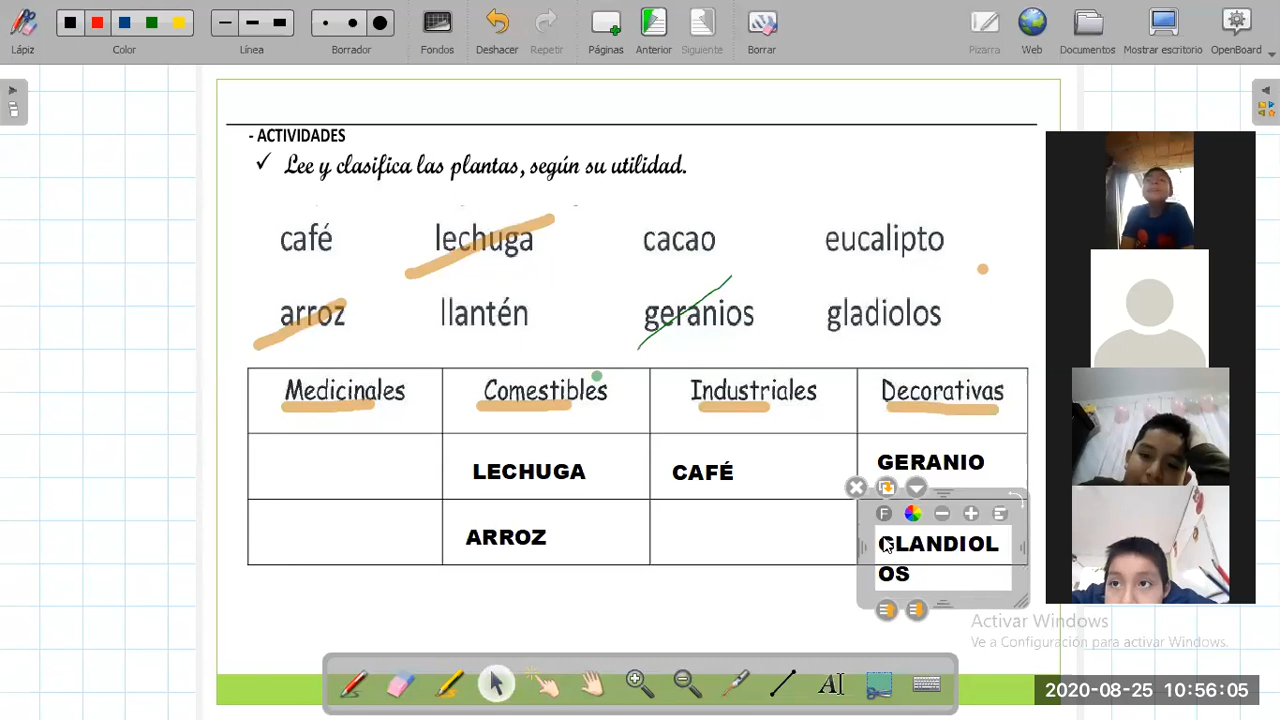 Lápiz Color Línea Borrador Fondos Deshacer Repetir Páginas Anterior Siguiente Borrar Pizarra Web Documentos Mostrar escritorio OpenBoard
- ACTIVIDADES
✓ Lee y clasifica las plantas, según su utilidad.
café lechuga cacao eucalipto
arroz llantén geranios gladiolos
Medicinales Comestibles Industriales Decorativas
LECHUGA CAFÉ GERANIO
F
ARROZ GLANDIOL
OS
Activar Windows
Ve a Configuración para activar Windows.
AI
2020-08-25 10:56:05